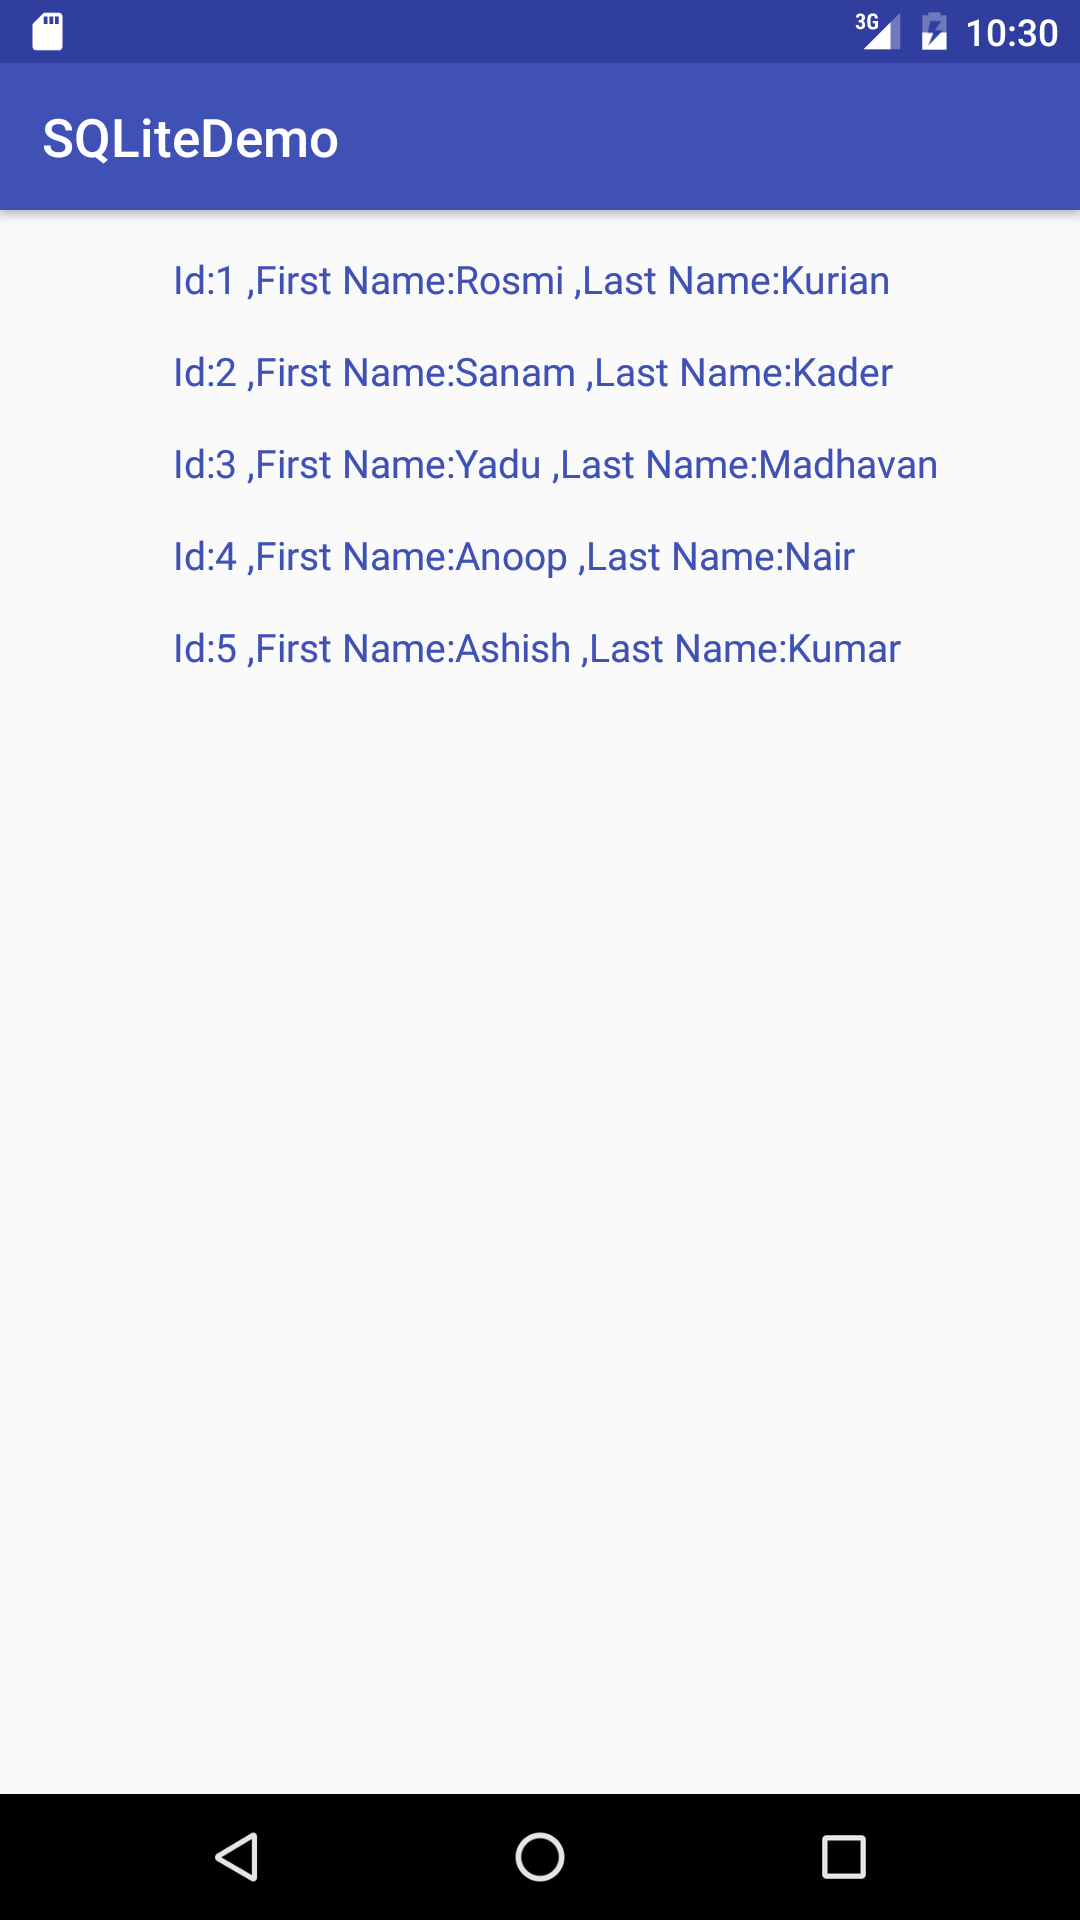 3G 10:30
SQLiteDemo
Id:1 ,First Name:Rosmi ,Last Name:Kurian
Id:2 ,First Name:Sanam ,Last Name:Kader
Id:3 ,First Name:Yadu ,Last Name:Madhavan
Id:4 ,First Name:Anoop ,Last Name:Nair
Id:5 ,First Name:Ashish ,Last Name:Kumar